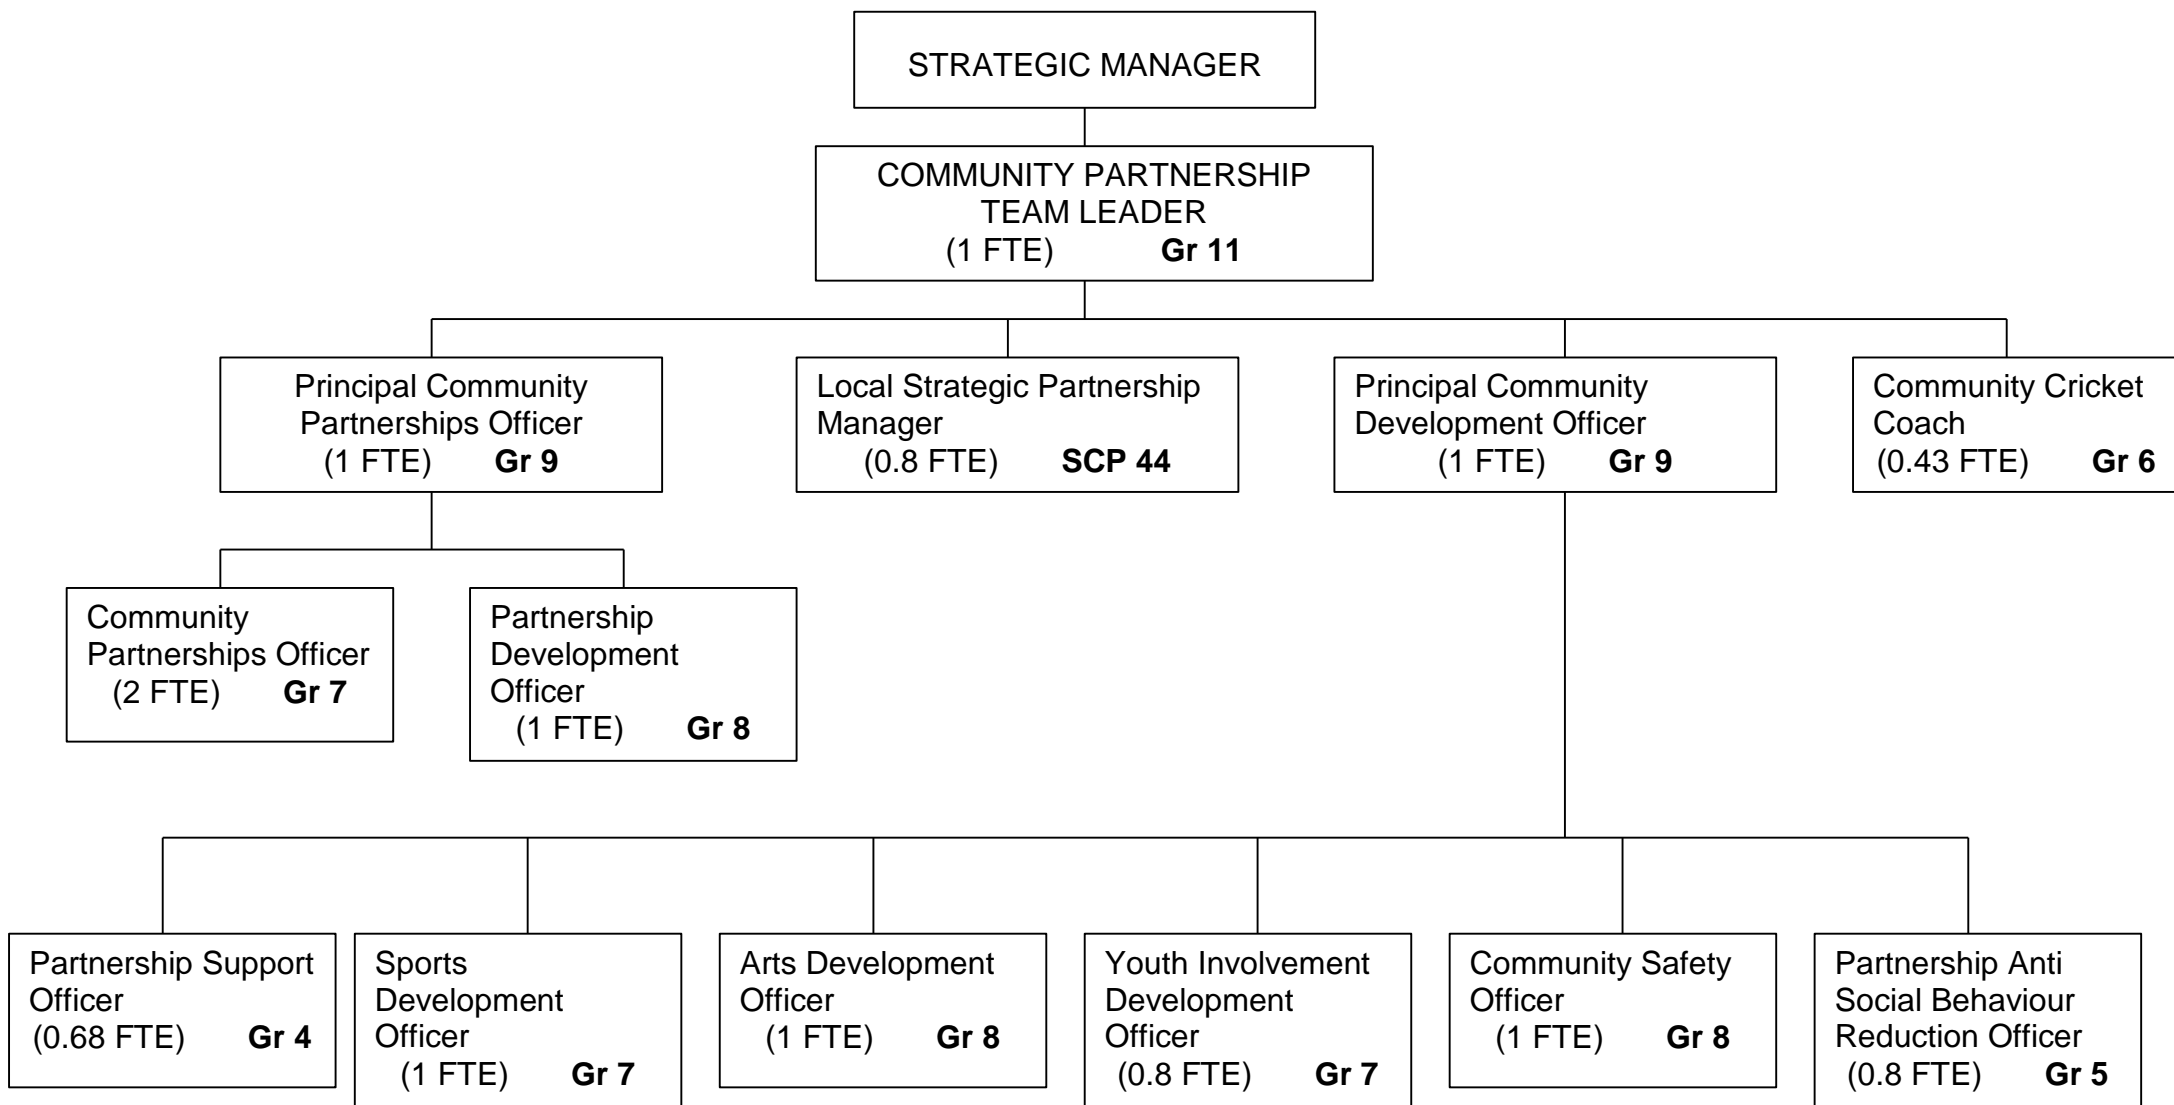 STRATEGIC MANAGER
COMMUNITY PARTNERSHIP
TEAM LEADER
(1 FTE) Gr 11
Principal Community
Partnerships Officer
(1 FTE) Gr 9
Local Strategic Partnership
Manager
(0.8 FTE) SCP 44
Principal Community
Development Officer
(1 FTE) Gr 9
Community Cricket
Coach
(0.43 FTE) Gr 6
Community
Partnerships Officer
(2 FTE) Gr 7
Partnership
Development
Officer
(1 FTE) Gr 8
Partnership Support
Officer
(0.68 FTE) Gr 4
Sports
Development
Officer
(1 FTE) Gr 7
Arts Development
Officer
(1 FTE) Gr 8
Youth Involvement
Development
Officer
(0.8 FTE) Gr 7
Community Safety
Officer
(1 FTE) Gr 8
Partnership Anti
Social Behaviour
Reduction Officer
(0.8 FTE) Gr 5